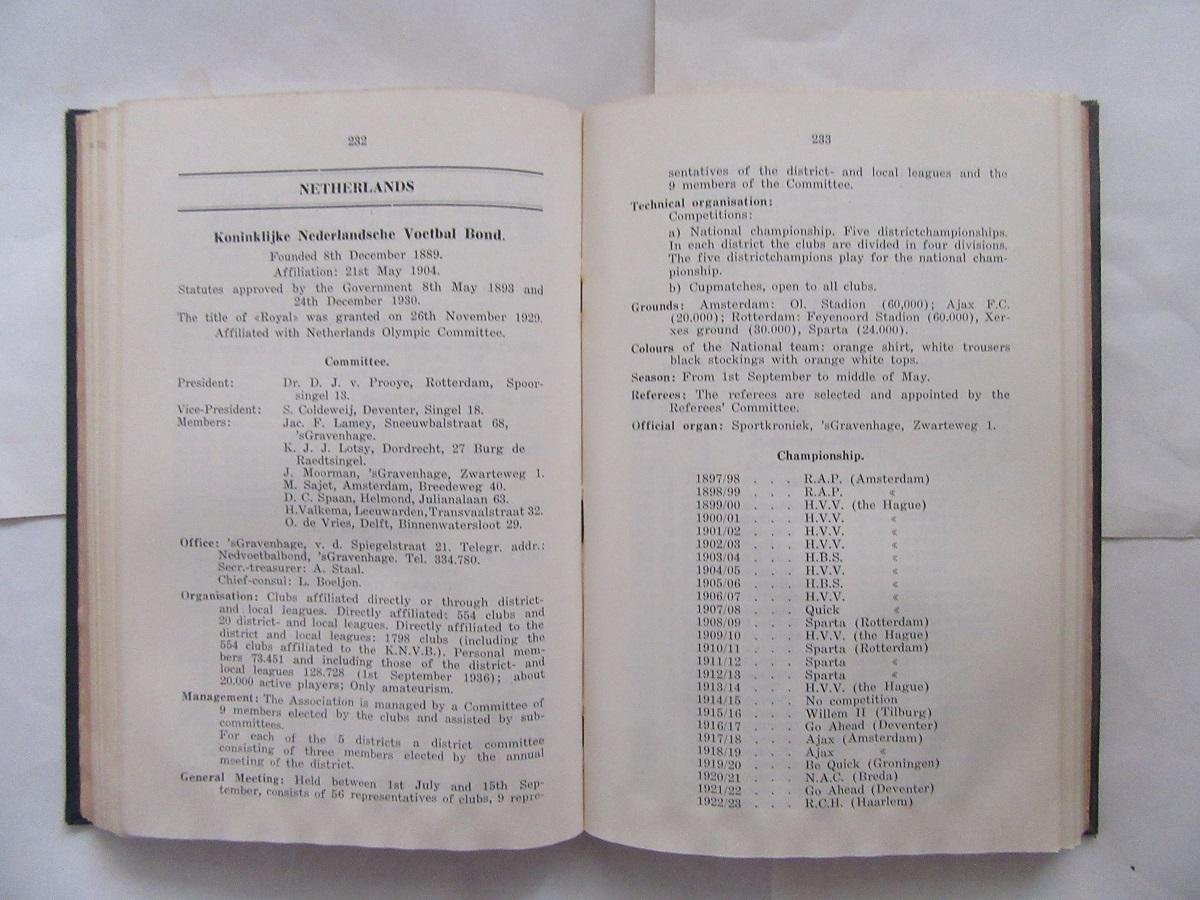 232
NETHERLANDS
Koninklijke Nederlandsche Voetbal Bond.
Founded 8th December 1889.
Affiliation: 21st May 1904.
Statutes approved by the Government 8th May 1893 and
24th December 1930.
The title of «Royal» was granted on 26th November 1929.
Affiliated with Netherlands Olympic Committee.
Committee.
President: Dr. D. J. v. Prooye, Rotterdam, Spoor-
singel 13.
Vice-President: S. Coldeweij, Deventer, Singel 18.
Members: Jac. F. Lamey, Sneeuwbalstraat 68,
'sGravenhage.
K. J. J. Lotsy, Dordrecht, 27 Burg de
Raedtsingel.
J. Moorman, 'sGravenhage, Zwarteweg 1.
M. Sajet, Amsterdam, Breedeweg 40.
D. C. Spaan, Helmond, Julianalaan 63.
H. Valkema, Leeuwarden, Transvaalstraat 32.
O. de Vries, Delft, Binnenwatersloot 29.
Office: 'sGravenhage, v. d. Spiegelstraat 21. Telegr. addr.:
Nedvoetbalbond, 'sGravenhage. Tel. 334.780.
Secr.-treasurer: A. Staal.
Chief-consul: L. Boeljon.
Organisation: Clubs affiliated directly or through district-
and local leagues. Directly affiliated: 554 clubs and
20 district- and local leagues. Directly affiliated to the
district and local leagues: 1798 clubs (including the
554 clubs affiliated to the K.N.V.B.). Personal mem-
bers 73.451 and including those of the district- and
local leagues 128.728 (1st September 1936); about
20.000 active players; Only amateurism.
Management: The Association is managed by a Committee of
9 members elected by the clubs and assisted by sub-
committees.
For each of the 5 districts a district committee
consisting of three members elected by the annual
meeting of the district.
General Meeting: Held between 1st July and 15th Sep-
tember, consists of 56 representatives of clubs, 9 repre-
233
sentatives of the district- and local leagues and the
9 members of the Committee.
Technical organisation:
Competitions:
a) National championship. Five districtchampionships.
In each district the clubs are divided in four divisions.
The five districtchampions play for the national cham-
pionship.
b) Cupmatches, open to all clubs.
Grounds: Amsterdam: Ol. Stadion (60,000); Ajax F.C.
(20.000); Rotterdam: Feyenoord Stadion (60.000), Xer-
xes ground (30.000), Sparta (24.000).
Colours of the National team: orange shirt, white trousers
black stockings with orange white tops.
Season: From 1st September to middle of May.
Referees: The referees are selected and appointed by the
Referees' Committee.
Official organ: Sportkroniek, 'sGravenhage, Zwarteweg 1.
Championship.
1897/98 . . . R.A.P. (Amsterdam)
1898/99 . . . R.A.P. «
1899/00 . . . H.V.V. (the Hague)
1900/01 . . . H.V.V. «
1901/02 . . . H.V.V. «
1902/03 . . . H.V.V. «
1903/04 . . . H.B.S. «
1904/05 . . . H.V.V. «
1905/06 . . . H.B.S. «
1906/07 . . . H.V.V. «
1907/08 . . . Quick «
1908/09 . . . Sparta (Rotterdam)
1909/10 . . . H.V.V. (the Hague)
1910/11 . . . Sparta (Rotterdam)
1911/12 . . . Sparta «
1912/13 . . . Sparta «
1913/14 . . . H.V.V. (the Hague)
1914/15 . . . No competition
1915/16 . . . Willem II (Tilburg)
1916/17 . . . Go Ahead (Deventer)
1917/18 . . . Ajax (Amsterdam)
1918/19 . . . Ajax «
1919/20 . . . Be Quick (Groningen)
1920/21 . . . N.A.C. (Breda)
1921/22 . . . Go Ahead (Deventer)
1922/23 . . . R.C.H. (Haarlem)